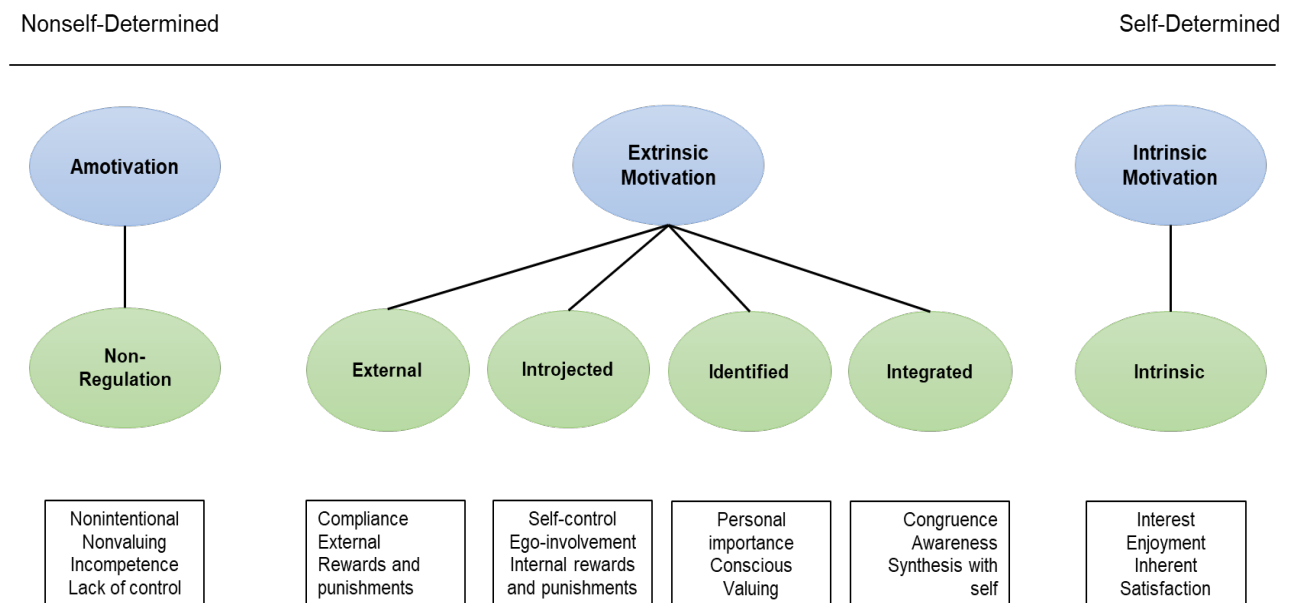 Nonself-Determined
Self-Determined
Amotivation
Extrinsic
Motivation
Intrinsic
Motivation
Non-
Regulation
External
Introjected
Identified
Integrated
Intrinsic
Nonintentional
Nonvaluing
Incompetence
Lack of control
Compliance
External
Rewards and
punishments
Self-control
Ego-involvement
Internal rewards
and punishments
Personal
importance
Conscious
Valuing
Congruence
Awareness
Synthesis with
self
Interest
Enjoyment
Inherent
Satisfaction